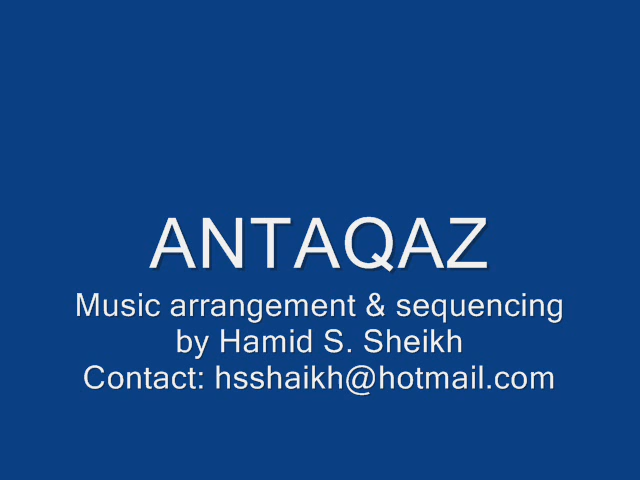 ANTAQAZ
Music arrangement & sequencing
by Hamid S. Sheikh
Contact: hsshaikh@hotmail.com